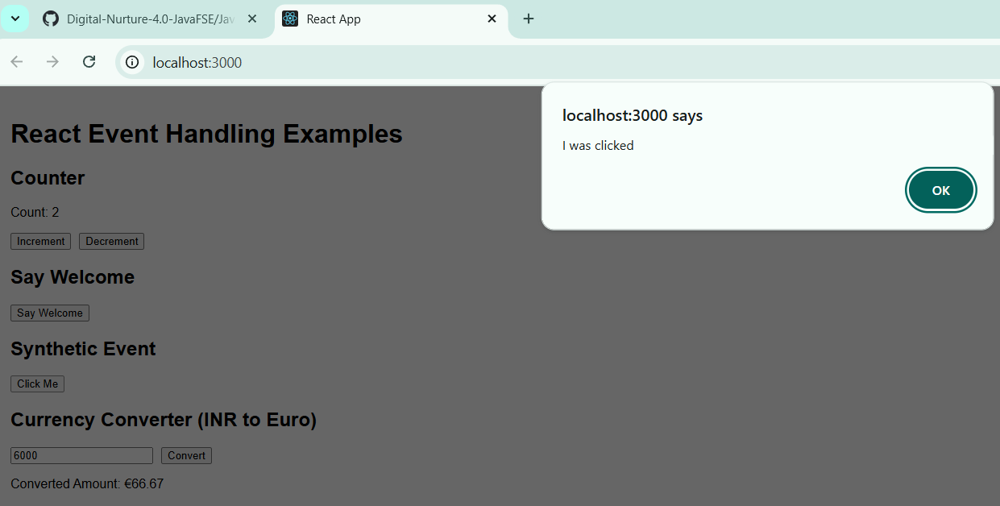 Digital-Nurture-4.0-JavaFSE/Jav
React App
localhost:3000
localhost:3000 says
I was clicked
OK
React Event Handling Examples
Counter
Count: 2
Increment Decrement
Say Welcome
Say Welcome
Synthetic Event
Click Me
Currency Converter (INR to Euro)
6000 Convert
Converted Amount: €66.67